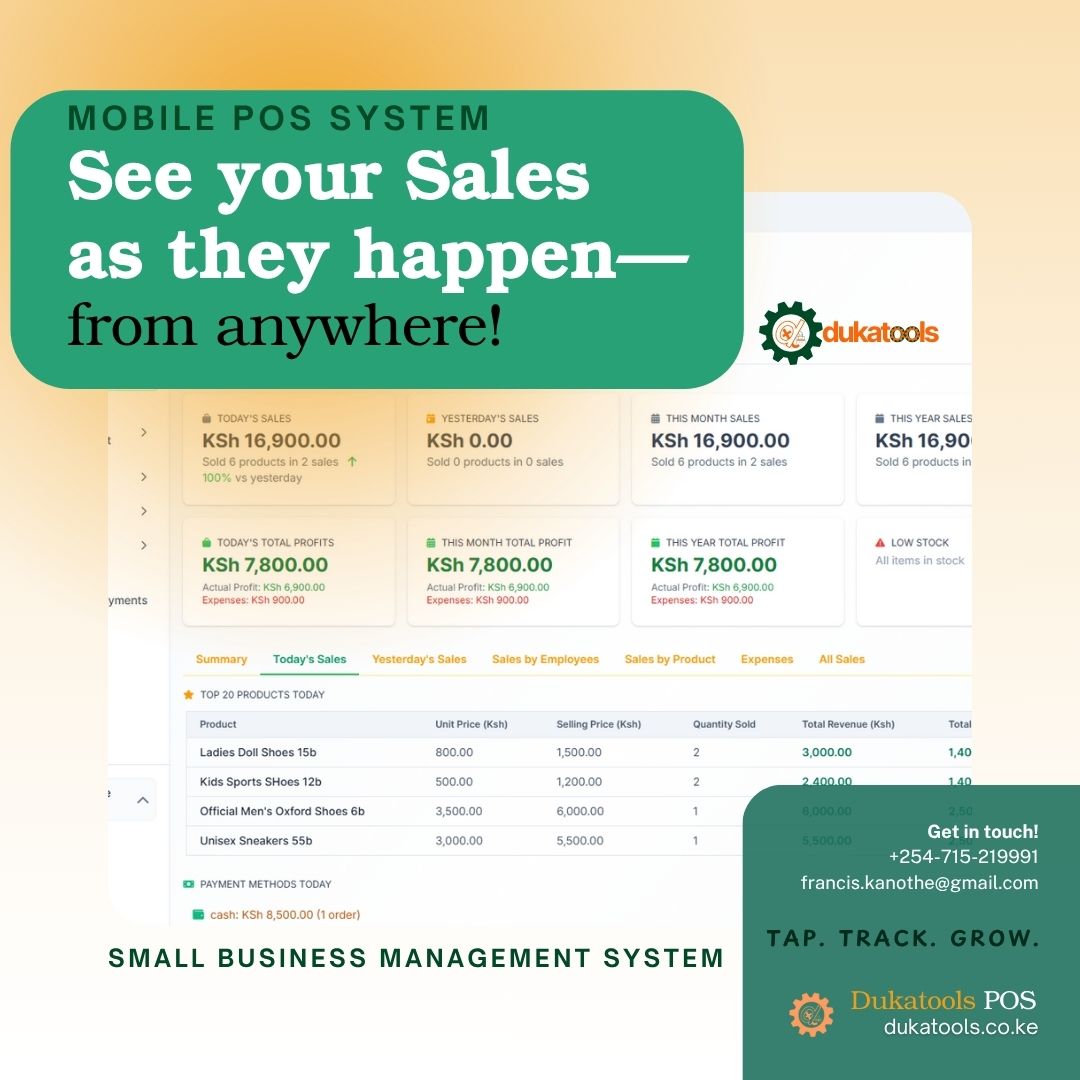 MOBILE POS SYSTEM
See your Sales
as they happen—
from anywhere!
dukatools
TODAY'S SALES
KSh 16,900.00
Sold 6 products in 2 sales ↑
100% vs yesterday
YESTERDAY'S SALES
KSh 0.00
Sold 0 products in 0 sales
THIS MONTH SALES
KSh 16,900.00
Sold 6 products in 2 sales
THIS YEAR SALES
KSh 16,90
Sold 6 products in
TODAY'S TOTAL PROFITS
KSh 7,800.00
Actual Profit: KSh 6,900.00
Expenses: KSh 900.00
THIS MONTH TOTAL PROFIT
KSh 7,800.00
Actual Profit: KSh 6,900.00
Expenses: KSh 900.00
THIS YEAR TOTAL PROFIT
KSh 7,800.00
Actual Profit: KSh 6,900.00
Expenses: KSh 900.00
LOW STOCK
All items in stock
yments
Summary Today's Sales Yesterday's Sales Sales by Employees Sales by Product Expenses All Sales
TOP 20 PRODUCTS TODAY
Product Unit Price (Ksh) Selling Price (Ksh) Quantity Sold Total Revenue (Ksh) Total
Ladies Doll Shoes 15b 800.00 1,500.00 2 3,000.00 1,40
Kids Sports SHoes 12b 500.00 1,200.00 2 2,400.00 1,40
Official Men's Oxford Shoes 6b 3,500.00 6,000.00 1 6,000.00 2,50
Unisex Sneakers 55b 3,000.00 5,500.00 1 5,500.00 2,50
PAYMENT METHODS TODAY
cash: KSh 8,500.00 (1 order)
SMALL BUSINESS MANAGEMENT SYSTEM
Get in touch!
+254-715-219991
francis.kanothe@gmail.com
TAP. TRACK. GROW.
Dukatools POS
dukatools.co.ke